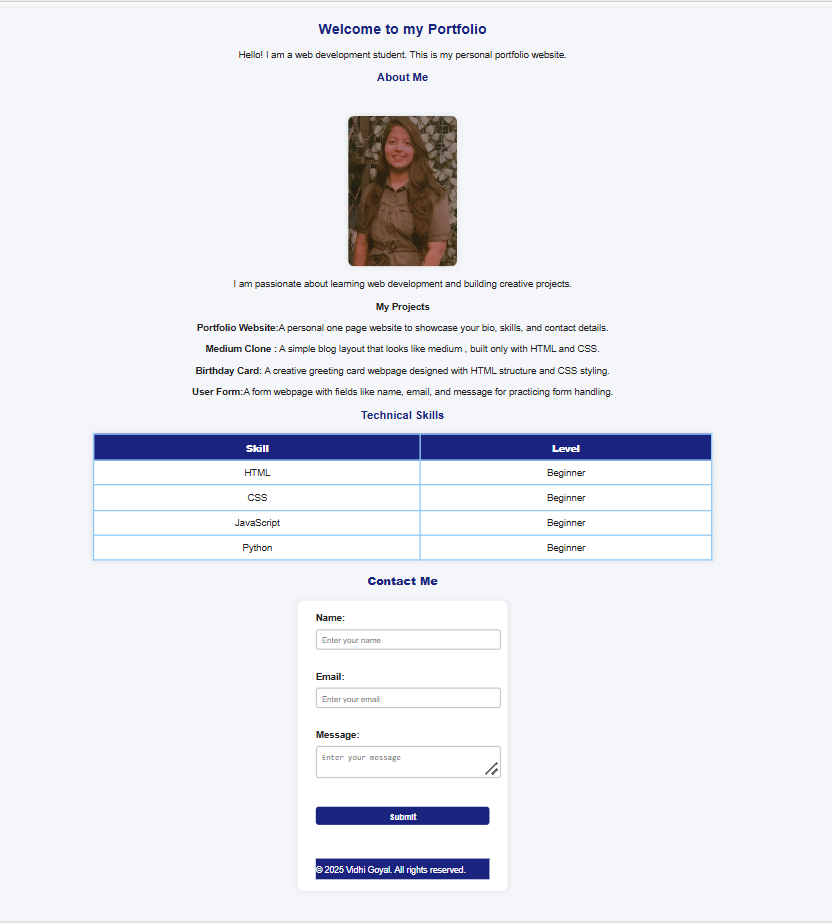 Welcome to my Portfolio
Hello! I am a web development student. This is my personal portfolio website.
About Me
I am passionate about learning web development and building creative projects.
My Projects
Portfolio Website:A personal one page website to showcase your bio, skills, and contact details.
Medium Clone : A simple blog layout that looks like medium , built only with HTML and CSS.
Birthday Card: A creative greeting card webpage designed with HTML structure and CSS styling.
User Form:A form webpage with fields like name, email, and message for practicing form handling.
Technical Skills
Skill Level
HTML Beginner
CSS Beginner
JavaScript Beginner
Python Beginner
Contact Me
Name:
Enter your name
Email:
Enter your email
Message:
Enter your message
Submit
© 2025 Vidhi Goyal. All rights reserved.